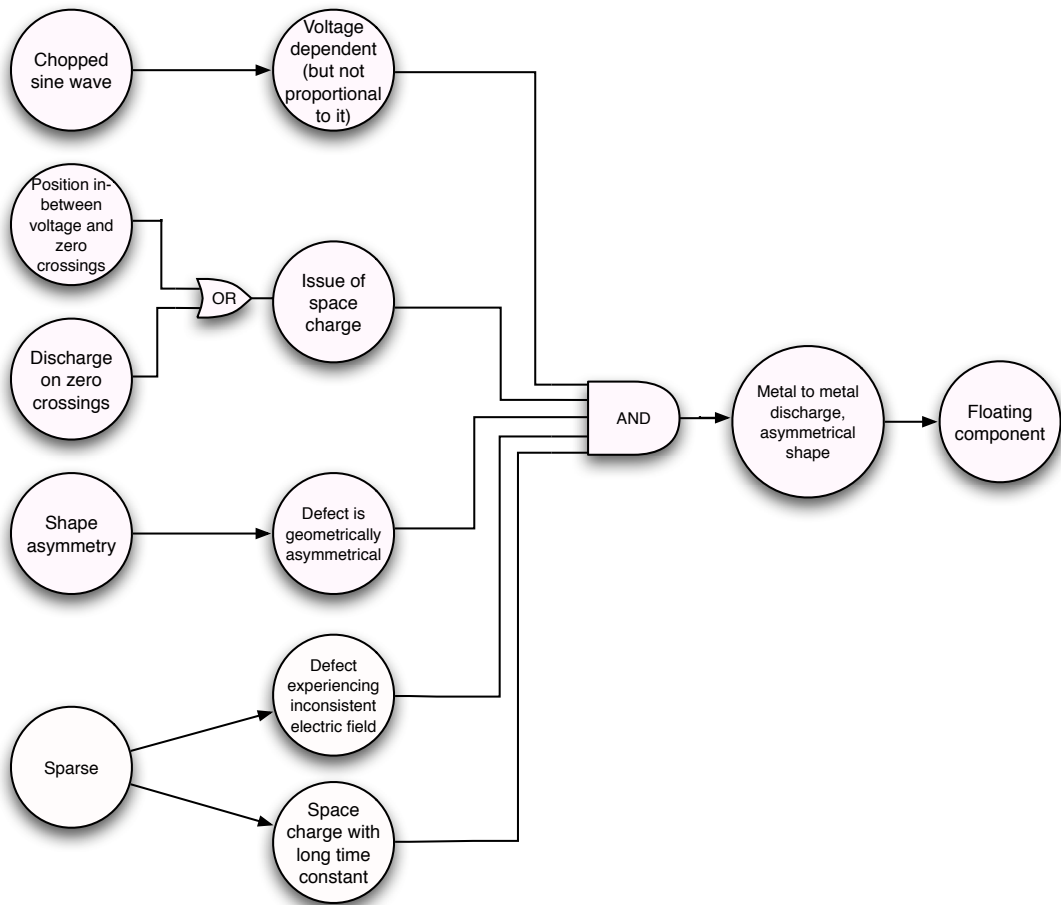 Chopped
sine wave
Voltage
dependent
(but not
proportional
to it)
Position in-
between
voltage and
zero
crossings
OR
Issue of
space
charge
Discharge
on zero
crossings
AND
Metal to metal
discharge,
asymmetrical
shape
Floating
component
Shape
asymmetry
Defect is
geometrically
asymmetrical
Defect
experiencing
inconsistent
electric field
Sparse
Space
charge with
long time
constant